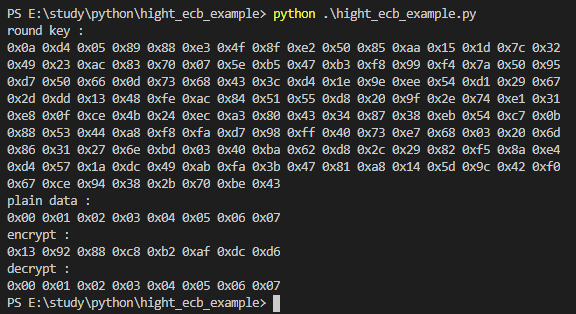 PS E:\study\python\hight_ecb_example> python .\hight_ecb_example.py
round key :
0x0a 0xd4 0x05 0x89 0x88 0xe3 0x4f 0x8f 0xe2 0x50 0x85 0xaa 0x15 0x1d 0x7c 0x32
0x49 0x23 0xac 0x83 0x70 0x07 0x5e 0xb5 0x47 0xb3 0xf8 0x99 0xf4 0x7a 0x50 0x95
0xd7 0x50 0x66 0x0d 0x73 0x68 0x43 0x3c 0xd4 0x1e 0x9e 0xee 0x54 0xd1 0x29 0x67
0x2d 0xdd 0x13 0x48 0xfe 0xac 0x84 0x51 0x55 0xd8 0x20 0x9f 0x2e 0x74 0xe1 0x31
0xe8 0x0f 0xce 0x4b 0x24 0xec 0xa3 0x80 0x43 0x34 0x87 0x38 0xeb 0x54 0xc7 0x0b
0x88 0x53 0x44 0xa8 0xf8 0xfa 0xd7 0x98 0xff 0x40 0x73 0xe7 0x68 0x03 0x20 0x6d
0x86 0x31 0x27 0x6e 0xbd 0x03 0x40 0xba 0x62 0xd8 0x2c 0x29 0x82 0xf5 0x8a 0xe4
0xd4 0x57 0x1a 0xdc 0x49 0xab 0xfa 0x3b 0x47 0x81 0xa8 0x14 0x5d 0x9c 0x42 0xf0
0x67 0xce 0x94 0x38 0x2b 0x70 0xbe 0x43
plain data :
0x00 0x01 0x02 0x03 0x04 0x05 0x06 0x07
encrypt :
0x13 0x92 0x88 0xc8 0xb2 0xaf 0xdc 0xd6
decrypt :
0x00 0x01 0x02 0x03 0x04 0x05 0x06 0x07
PS E:\study\python\hight_ecb_example>